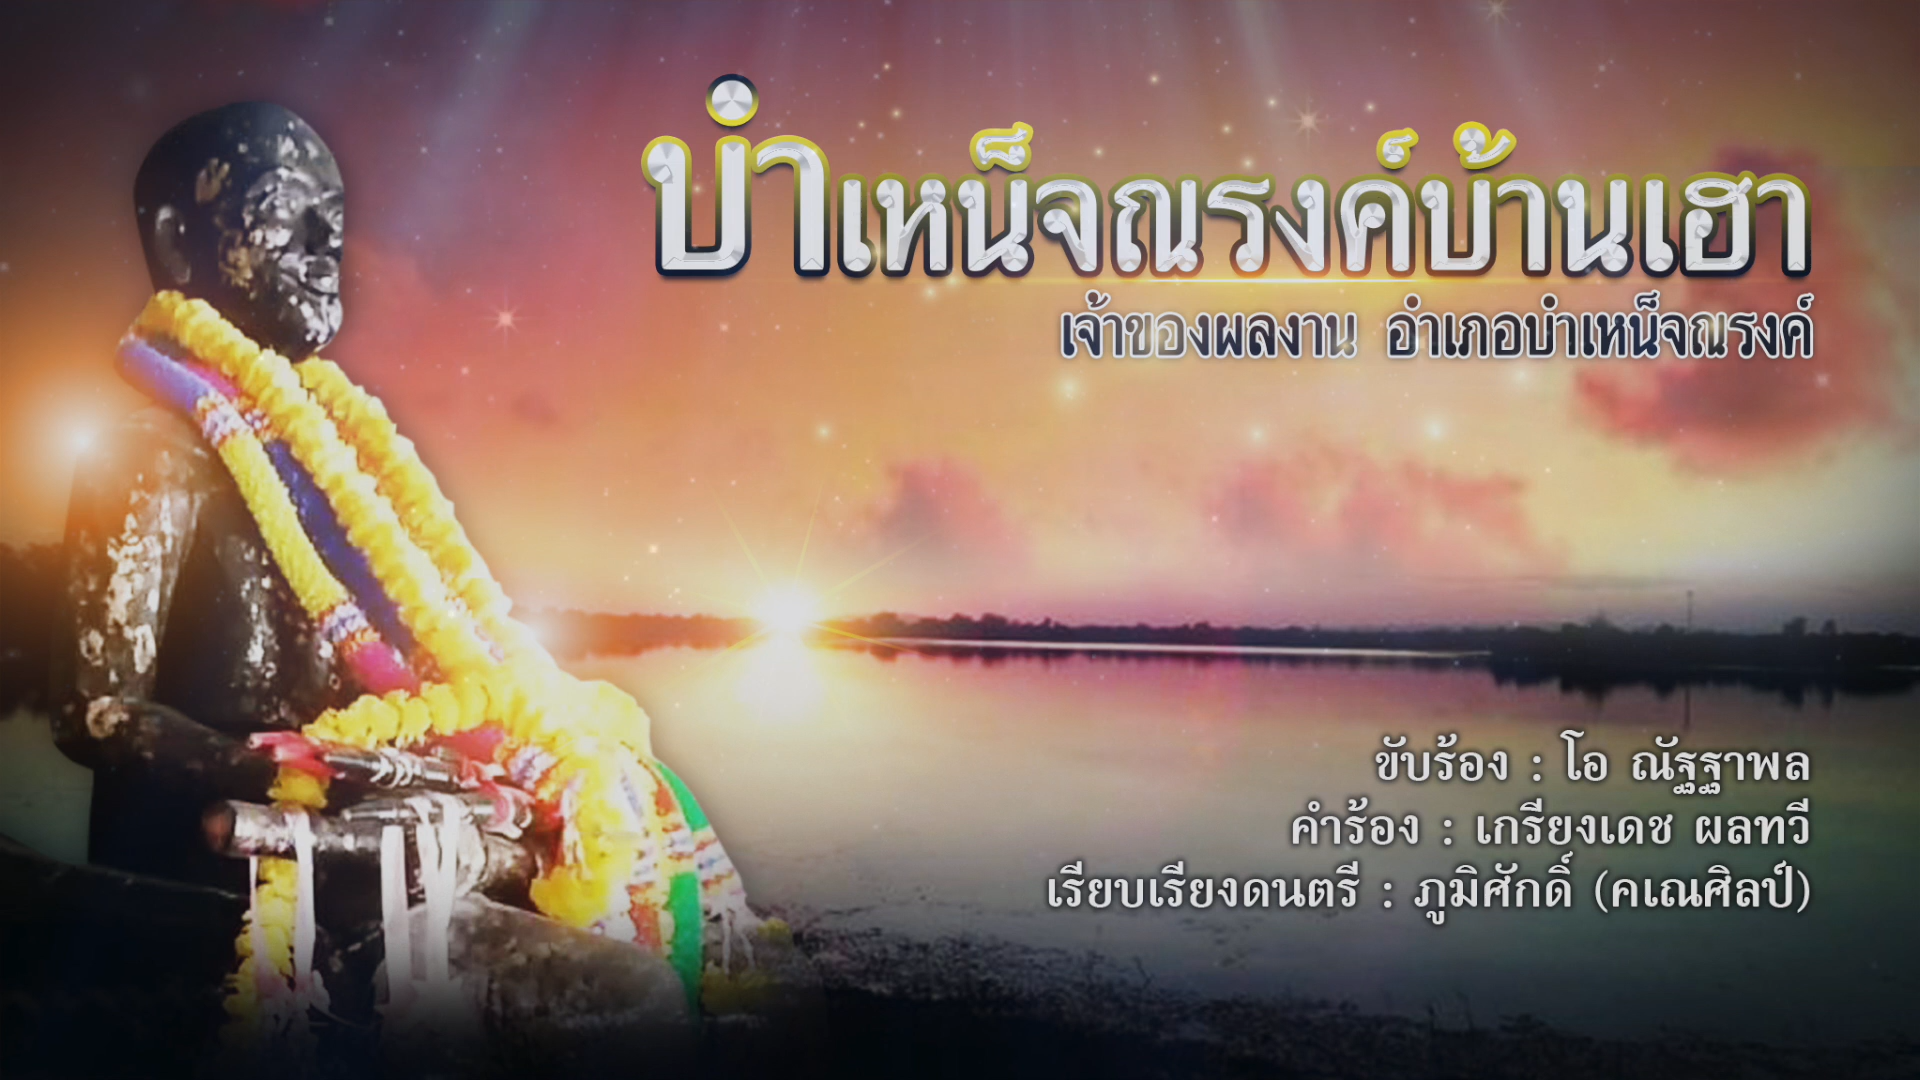 บำเหน็จณรงค์บ้านเฮา
เจ้าของผลงาน อำเภอบำเหน็จณรงค์
ขับร้อง : โอ ณัฐฐาพล
คำร้อง : เกรียงเดช ผลทวี
เรียบเรียงดนตรี : ภูมิศักดิ์ (คเณศิลป์)